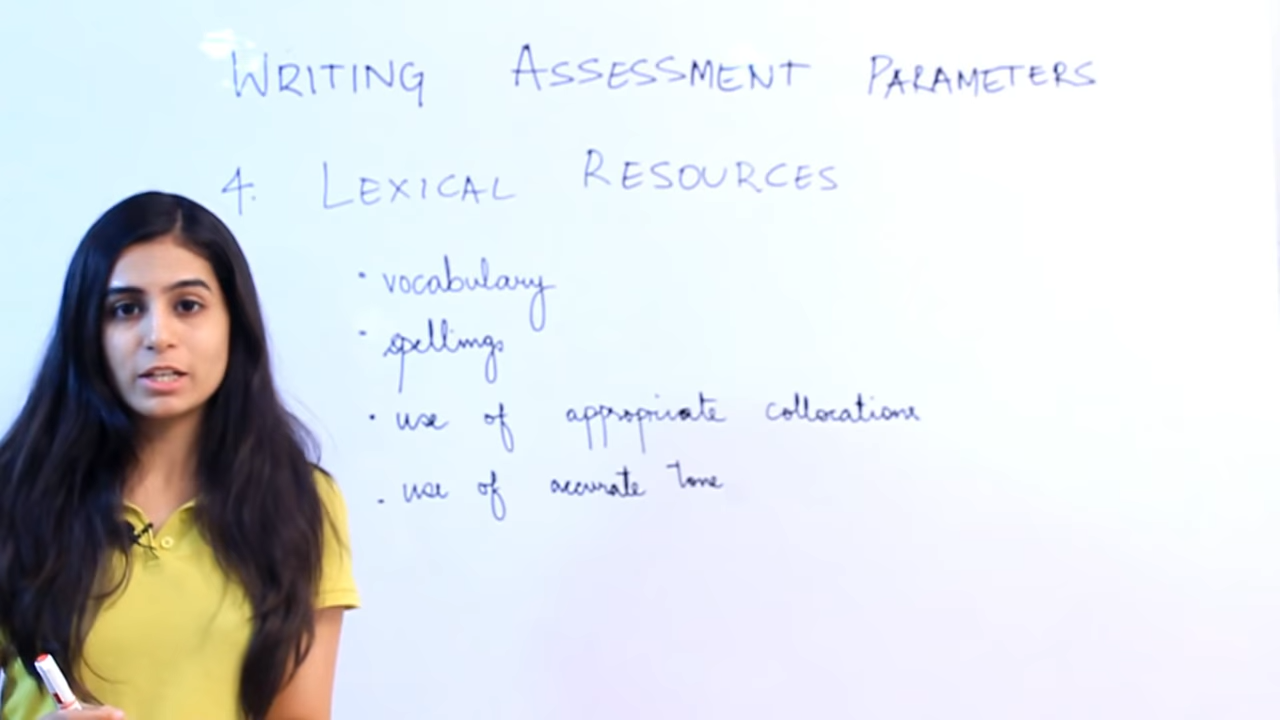 WRITING ASSESSMENT PARAMETERS
4. LEXICAL RESOURCES
· vocabulary
· spellings
· use of appropriate collocations
· use of accurate tone